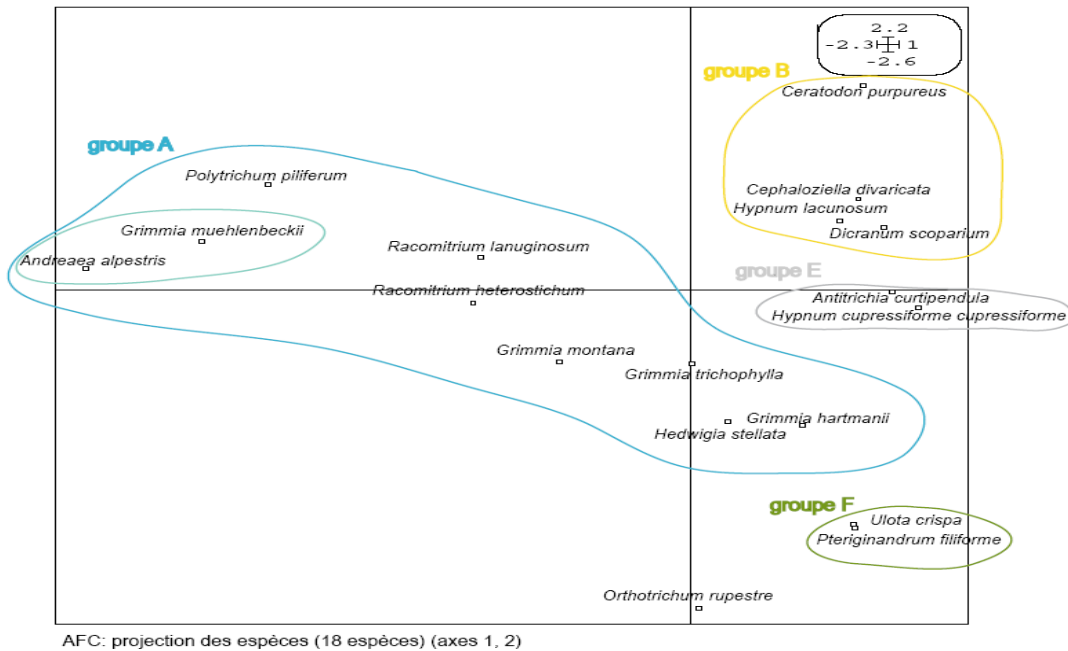 2.2
-2.3 1
-2.6
groupe B
Ceratodon purpureus
groupe A
Polytrichum piliferum
Cephaloziella divaricata
Hypnum lacunosum
Dicranum scoparium
Grimmia muehlenbeckii
Racomitrium lanuginosum
Andreaea alpestris
groupe E
Racomitrium heterostichum
Antitrichia curtipendula
Hypnum cupressiforme cupressiforme
Grimmia montana
Grimmia trichophylla
Grimmia hartmanii
Hedwigia stellata
groupe F
Ulota crispa
Pteriginandrum filiforme
Orthotrichum rupestre
AFC: projection des espèces (18 espèces) (axes 1, 2)